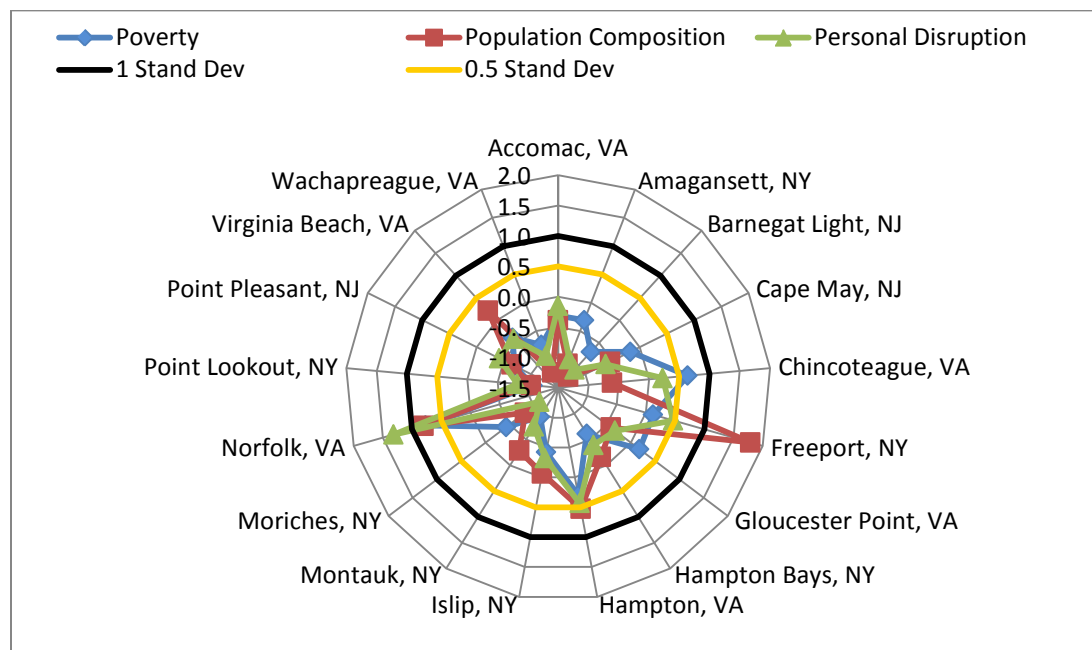 Poverty Population Composition Personal Disruption
1 Stand Dev 0.5 Stand Dev
Accomac, VA
Wachapreague, VA 2.0 Amagansett, NY
1.5
Virginia Beach, VA 1.0 Barnegat Light, NJ
0.5
Point Pleasant, NJ 0.0 Cape May, NJ
-0.5
-1.0
Point Lookout, NY -1.5 Chincoteague, VA
Norfolk, VA Freeport, NY
Moriches, NY Gloucester Point, VA
Montauk, NY Hampton Bays, NY
Islip, NY Hampton, VA